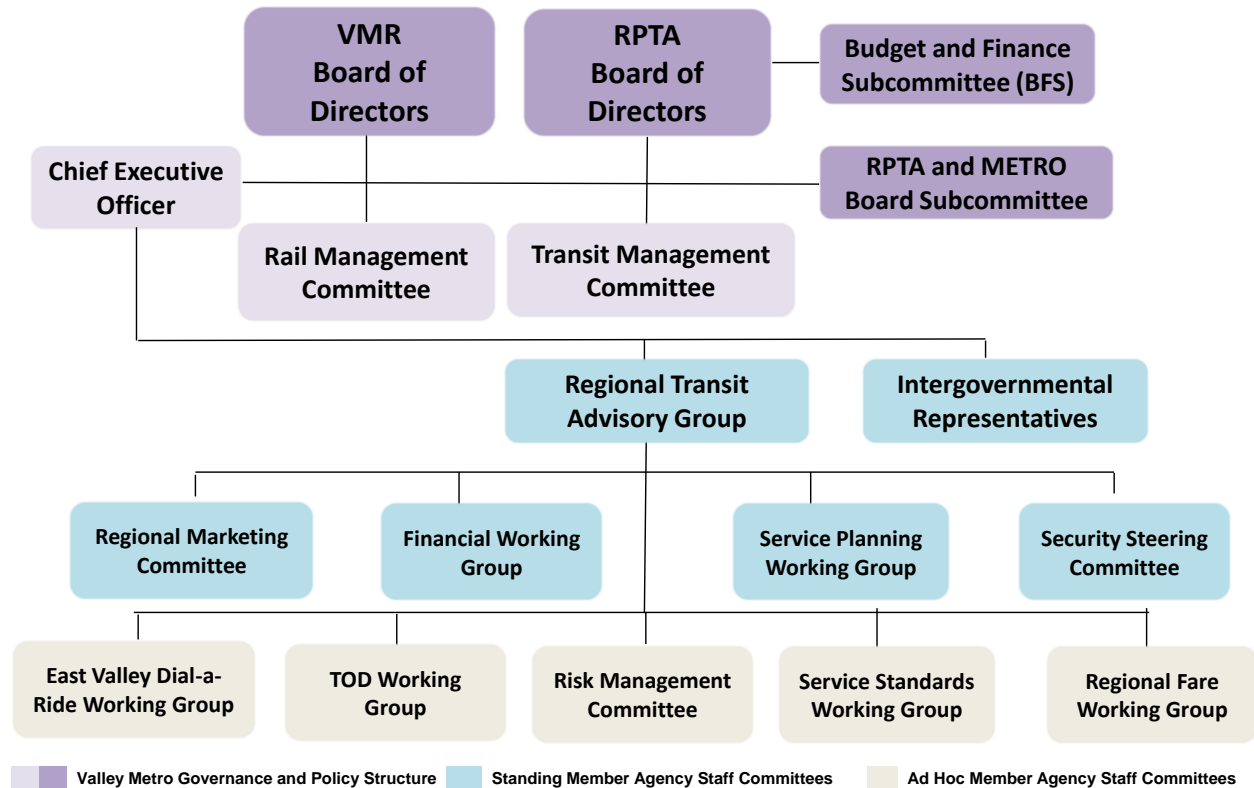 VMR
Board of
Directors
RPTA
Board of
Directors
Budget and Finance
Subcommittee (BFS)
Chief Executive
Officer
RPTA and METRO
Board Subcommittee
Rail Management
Committee
Transit Management
Committee
Regional Transit
Advisory Group
Intergovernmental
Representatives
Regional Marketing
Committee
Financial Working
Group
Service Planning
Working Group
Security Steering
Committee
East Valley Dial-a-
Ride Working Group
TOD Working
Group
Risk Management
Committee
Service Standards
Working Group
Regional Fare
Working Group
Valley Metro Governance and Policy Structure
Standing Member Agency Staff Committees
Ad Hoc Member Agency Staff Committees